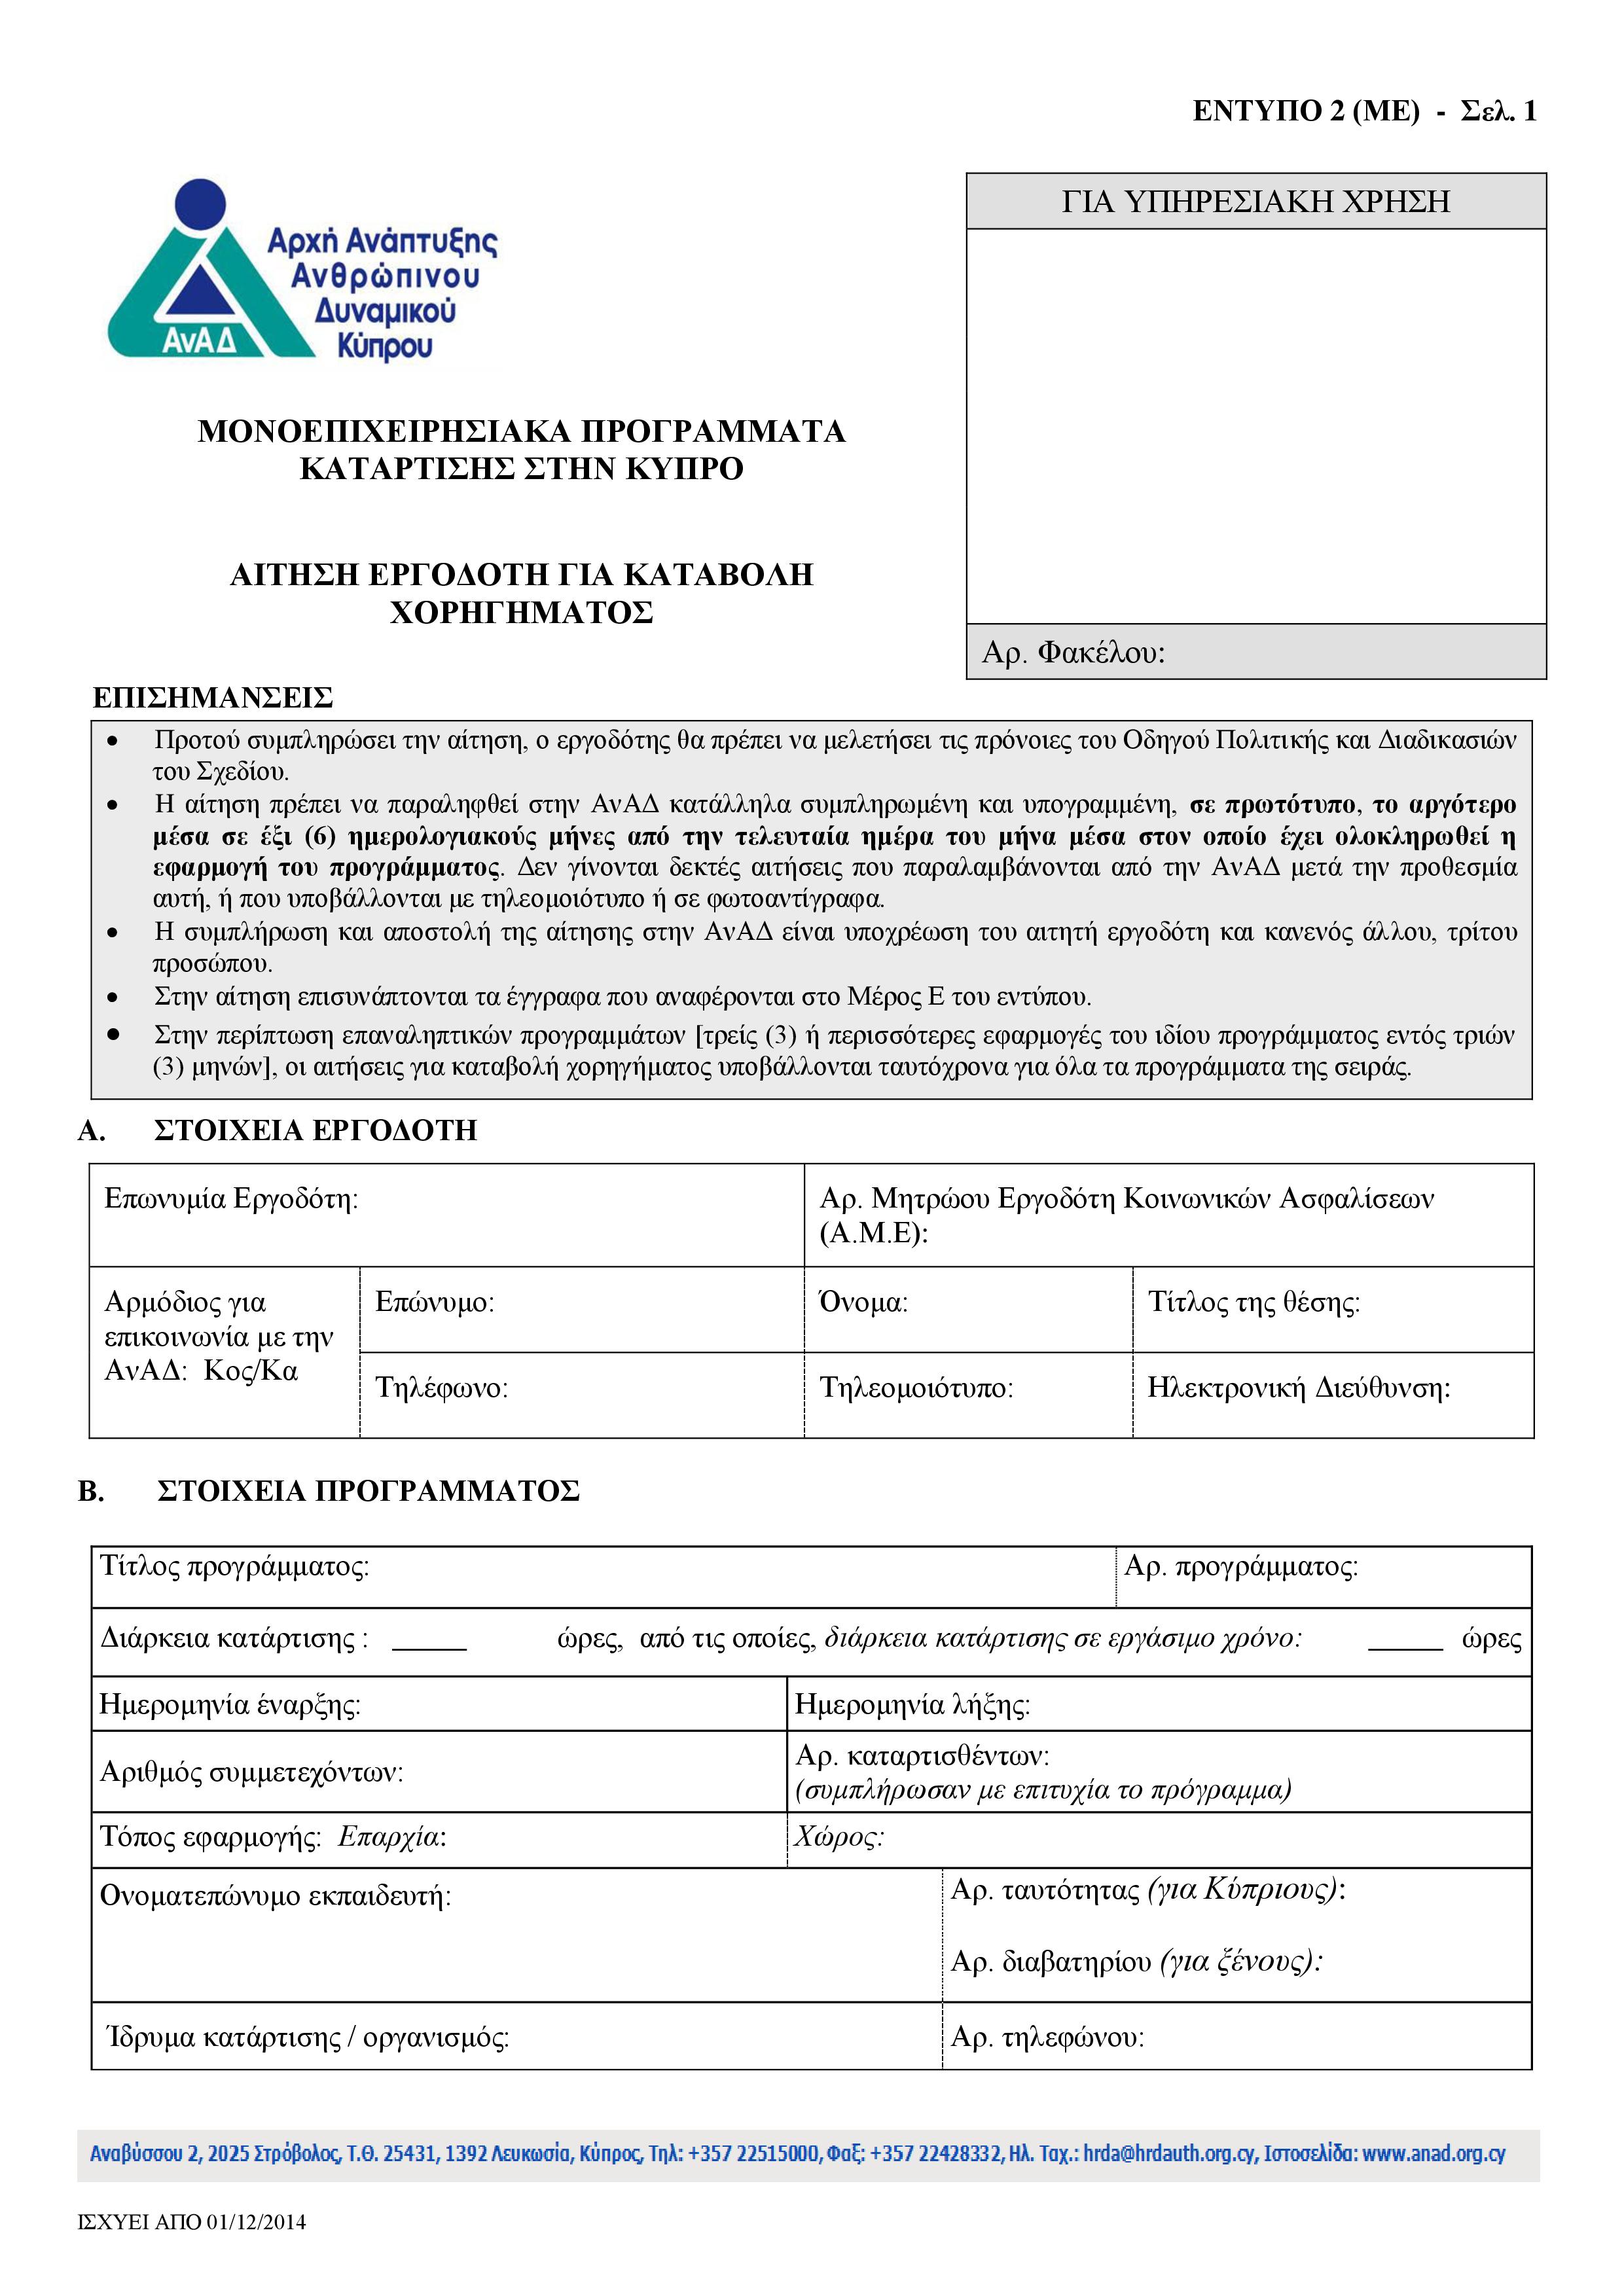 ΕΝΤΥΠΟ 2 (ΜΕ) - Σελ. 1
Αρχή Ανάπτυξης
Ανθρώπινου
Δυναμικού
Κύπρου
ΑνΑΔ
ΓΙΑ ΥΠΗΡΕΣΙΑΚΗ ΧΡΗΣΗ
ΜΟΝΟΕΠΙΧΕΙΡΗΣΙΑΚΑ ΠΡΟΓΡΑΜΜΑΤΑ
ΚΑΤΑΡΤΙΣΗΣ ΣΤΗΝ ΚΥΠΡΟ
ΑΙΤΗΣΗ ΕΡΓΟΔΟΤΗ ΓΙΑ ΚΑΤΑΒΟΛΗ
ΧΟΡΗΓΗΜΑΤΟΣ
Αρ. Φακέλου:
ΕΠΙΣΗΜΑΝΣΕΙΣ
• Προτού συμπληρώσει την αίτηση, ο εργοδότης θα πρέπει να μελετήσει τις πρόνοιες του Οδηγού Πολιτικής και Διαδικασιών
του Σχεδίου.
• Η αίτηση πρέπει να παραληφθεί στην ΑνΑΔ κατάλληλα συμπληρωμένη και υπογραμμένη, σε πρωτότυπο, το αργότερο
μέσα σε έξι (6) ημερολογιακούς μήνες από την τελευταία ημέρα του μήνα μέσα στον οποίο έχει ολοκληρωθεί η
εφαρμογή του προγράμματος. Δεν γίνονται δεκτές αιτήσεις που παραλαμβάνονται από την ΑνΑΔ μετά την προθεσμία
αυτή, ή που υποβάλλονται με τηλεομοιότυπο ή σε φωτοαντίγραφα.
• Η συμπλήρωση και αποστολή της αίτησης στην ΑνΑΔ είναι υποχρέωση του αιτητή εργοδότη και κανενός άλλου, τρίτου
προσώπου.
• Στην αίτηση επισυνάπτονται τα έγγραφα που αναφέρονται στο Μέρος Ε του εντύπου.
• Στην περίπτωση επαναληπτικών προγραμμάτων [τρείς (3) ή περισσότερες εφαρμογές του ιδίου προγράμματος εντός τριών
(3) μηνών], οι αιτήσεις για καταβολή χορηγήματος υποβάλλονται ταυτόχρονα για όλα τα προγράμματα της σειράς.
Α. ΣΤΟΙΧΕΙΑ ΕΡΓΟΔΟΤΗ
Επωνυμία Εργοδότη:
Αρ. Μητρώου Εργοδότη Κοινωνικών Ασφαλίσεων
(Α.Μ.Ε):
Αρμόδιος για
επικοινωνία με την
ΑνΑΔ: Κος/Κα
Επώνυμο:
Όνομα:
Τίτλος της θέσης:
Τηλέφωνο:
Τηλεομοιότυπο:
Ηλεκτρονική Διεύθυνση:
Β. ΣΤΟΙΧΕΙΑ ΠΡΟΓΡΑΜΜΑΤΟΣ
Τίτλος προγράμματος:
Αρ. προγράμματος:
Διάρκεια κατάρτισης : _____ ώρες, από τις οποίες, διάρκεια κατάρτισης σε εργάσιμο χρόνο: _____ ώρες
Ημερομηνία έναρξης:
Ημερομηνία λήξης:
Αριθμός συμμετεχόντων:
Αρ. καταρτισθέντων:
(συμπλήρωσαν με επιτυχία το πρόγραμμα)
Τόπος εφαρμογής: Επαρχία:
Χώρος:
Ονοματεπώνυμο εκπαιδευτή:
Αρ. ταυτότητας (για Κύπριους):
Αρ. διαβατηρίου (για ξένους):
Ίδρυμα κατάρτισης / οργανισμός:
Αρ. τηλεφώνου:
Αναβύσσου 2, 2025 Στρόβολος, Τ.Θ. 25431, 1392 Λευκωσία, Κύπρος, Τηλ: +357 22515000, Φαξ: +357 22428332, Ηλ. Ταχ.: hrda@hrdauth.org.cy, Ιστοσελίδα: www.anad.org.cy
ΙΣΧΥΕΙ ΑΠΟ 01/12/2014